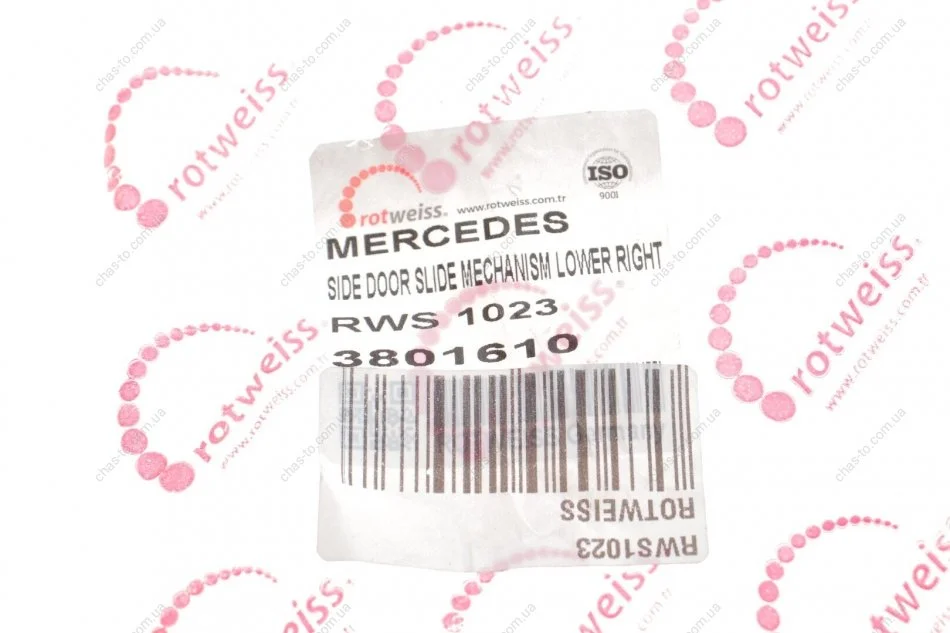 rotweiss® www.rotweiss.com.tr
ISO
9001
MERCEDES
SIDE DOOR SLIDE MECHANISM LOWER RIGHT
RWS 1023
3801610
Germany
ROTWEISS
RWS1023
rotweiss
www.rotweiss.com.tr
chas-to.com.ua